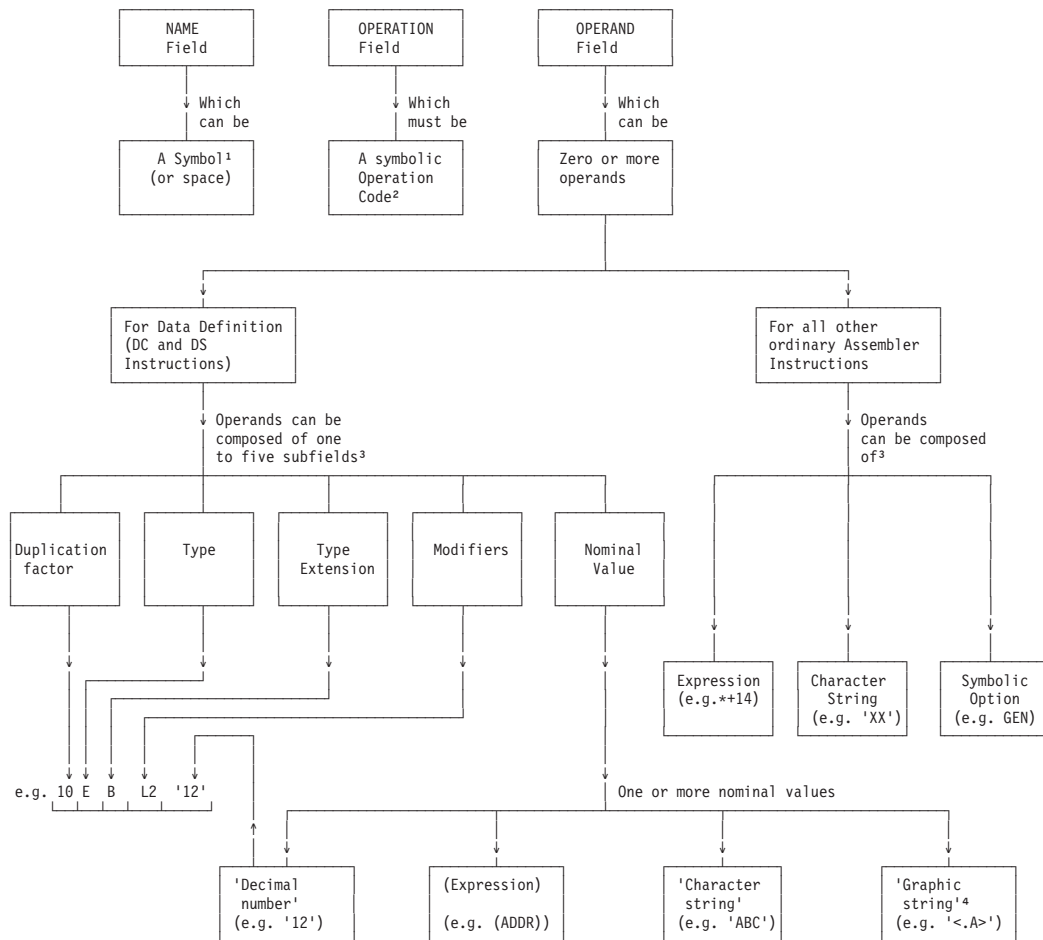 NAME
Field
OPERATION
Field
OPERAND
Field
Which
can be
Which
must be
Which
can be
A Symbol¹
(or space)
A symbolic
Operation
Code²
Zero or more
operands
For Data Definition
(DC and DS
Instructions)
For all other
ordinary Assembler
Instructions
Operands can be
composed of one
to five subfields³
Operands
can be composed
of³
Duplication
factor
Type
Type
Extension
Modifiers
Nominal
Value
Expression
(e.g.*+14)
Character
String
(e.g. 'XX')
Symbolic
Option
(e.g. GEN)
e.g. 10 E B L2 '12'
One or more nominal values
'Decimal
number'
(e.g. '12')
(Expression)
(e.g. (ADDR))
'Character
string'
(e.g. 'ABC')
'Graphic
string'⁴
(e.g. '<.A>')